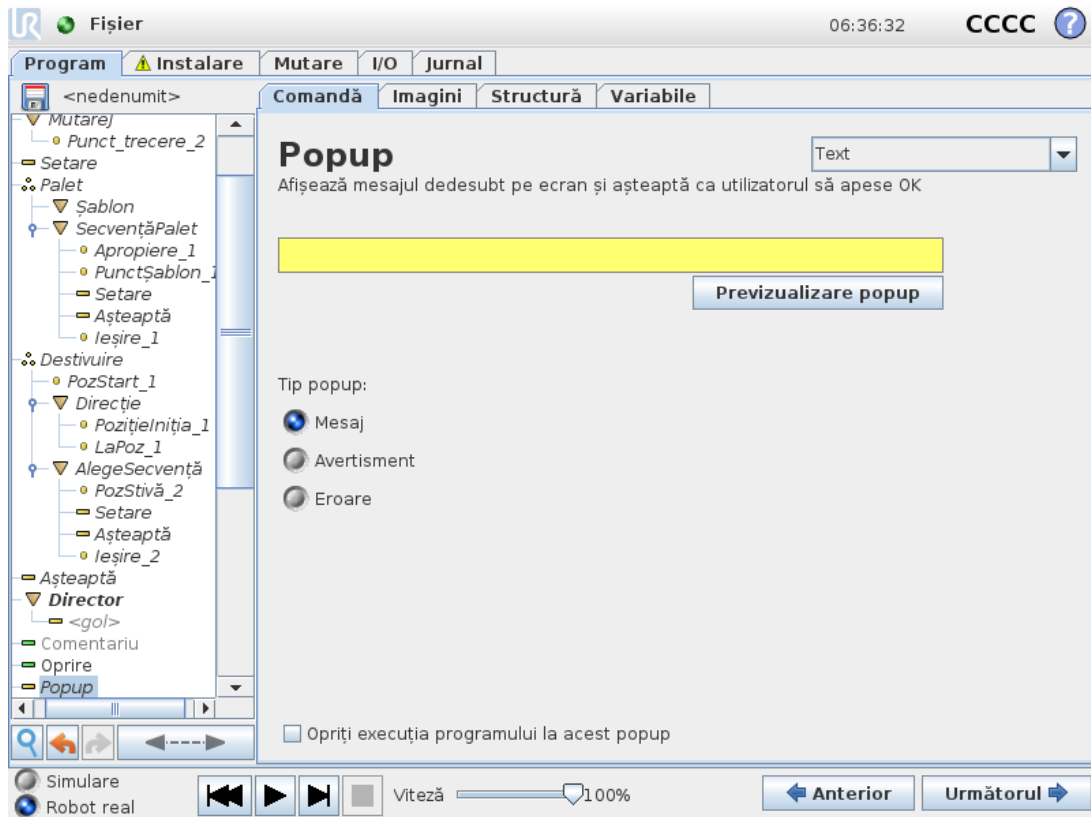 Fișier
06:36:32
CCCC
?
Program
Instalare
Mutare
I/O
Jurnal
<nedenumit>
Comandă
Imagini
Structură
Variabile
MutareJ
Punct_trecere_2
Setare
Palet
Șablon
SecvențăPalet
Apropiere_1
PunctȘablon_1
Setare
Așteaptă
Ieșire_1
Destivuire
PozStart_1
Direcție
PozițieIniția_1
LaPoz_1
AlegeSecvență
PozStivă_2
Setare
Așteaptă
Ieșire_2
Așteaptă
Director
<gol>
Comentariu
Oprire
Popup
Popup
Text
Afișează mesajul dedesubt pe ecran și așteaptă ca utilizatorul să apese OK
Previzualizare popup
Tip popup:
Mesaj
Avertisment
Eroare
Opriți execuția programului la acest popup
Simulare
Robot real
Viteză
100%
Anterior
Următorul